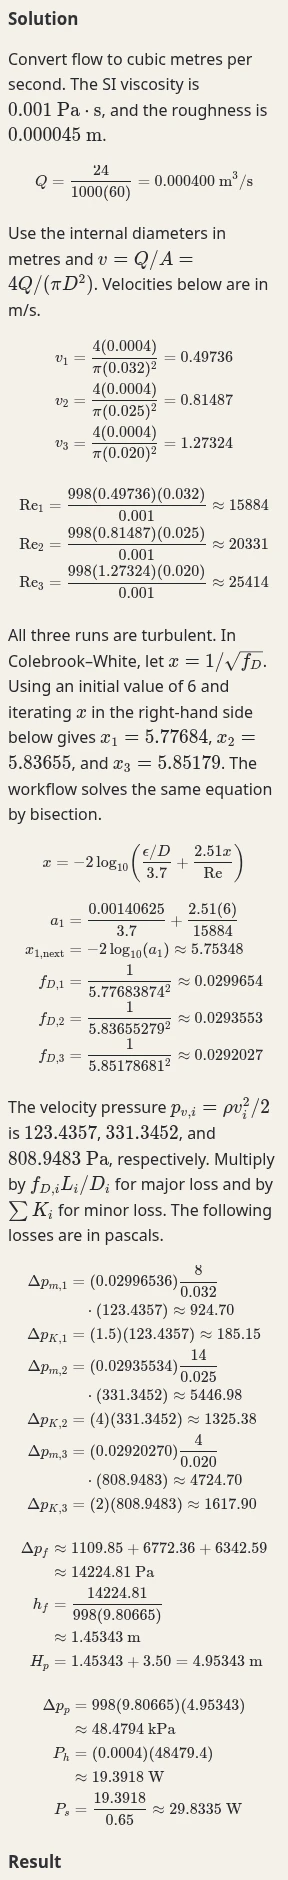 Solution
Convert flow to cubic metres per
second. The SI viscosity is
0.001 Pa · s, and the roughness is
0.000045 m.
Q = 24/1000(60) = 0.000400 m³/s
Use the internal diameters in
metres and v = Q/A =
4Q/(πD²). Velocities below are in
m/s.
v₁ = 4(0.0004)/π(0.032)² = 0.49736
v₂ = 4(0.0004)/π(0.025)² = 0.81487
v₃ = 4(0.0004)/π(0.020)² = 1.27324
Re₁ = 998(0.49736)(0.032)/0.001 ≈ 15884
Re₂ = 998(0.81487)(0.025)/0.001 ≈ 20331
Re₃ = 998(1.27324)(0.020)/0.001 ≈ 25414
All three runs are turbulent. In
Colebrook–White, let x = 1/√f_D.
Using an initial value of 6 and
iterating x in the right-hand side
below gives x₁ = 5.77684, x₂ =
5.83655, and x₃ = 5.85179. The
workflow solves the same equation
by bisection.
x = −2 log₁₀(ϵ/D/3.7 + 2.51x/Re)
a₁ = 0.00140625/3.7 + 2.51(6)/15884
x₁,next = −2 log₁₀(a₁) ≈ 5.75348
f_D,1 = 1/5.77683874² ≈ 0.0299654
f_D,2 = 1/5.83655279² ≈ 0.0293553
f_D,3 = 1/5.85178681² ≈ 0.0292027
The velocity pressure p_v,i = ρv_i²/2
is 123.4357, 331.3452, and
808.9483 Pa, respectively. Multiply
by f_D,i L_i/D_i for major loss and by
∑ K_i for minor loss. The following
losses are in pascals.
Δp_m,1 = (0.02996536) 8/0.032
· (123.4357) ≈ 924.70
Δp_K,1 = (1.5)(123.4357) ≈ 185.15
Δp_m,2 = (0.02935534) 14/0.025
· (331.3452) ≈ 5446.98
Δp_K,2 = (4)(331.3452) ≈ 1325.38
Δp_m,3 = (0.02920270) 4/0.020
· (808.9483) ≈ 4724.70
Δp_K,3 = (2)(808.9483) ≈ 1617.90
Δp_f ≈ 1109.85 + 6772.36 + 6342.59
≈ 14224.81 Pa
h_f = 14224.81/998(9.80665)
≈ 1.45343 m
H_p = 1.45343 + 3.50 = 4.95343 m
Δp_p = 998(9.80665)(4.95343)
≈ 48.4794 kPa
P_h = (0.0004)(48479.4)
≈ 19.3918 W
P_s = 19.3918/0.65 ≈ 29.8335 W
Result